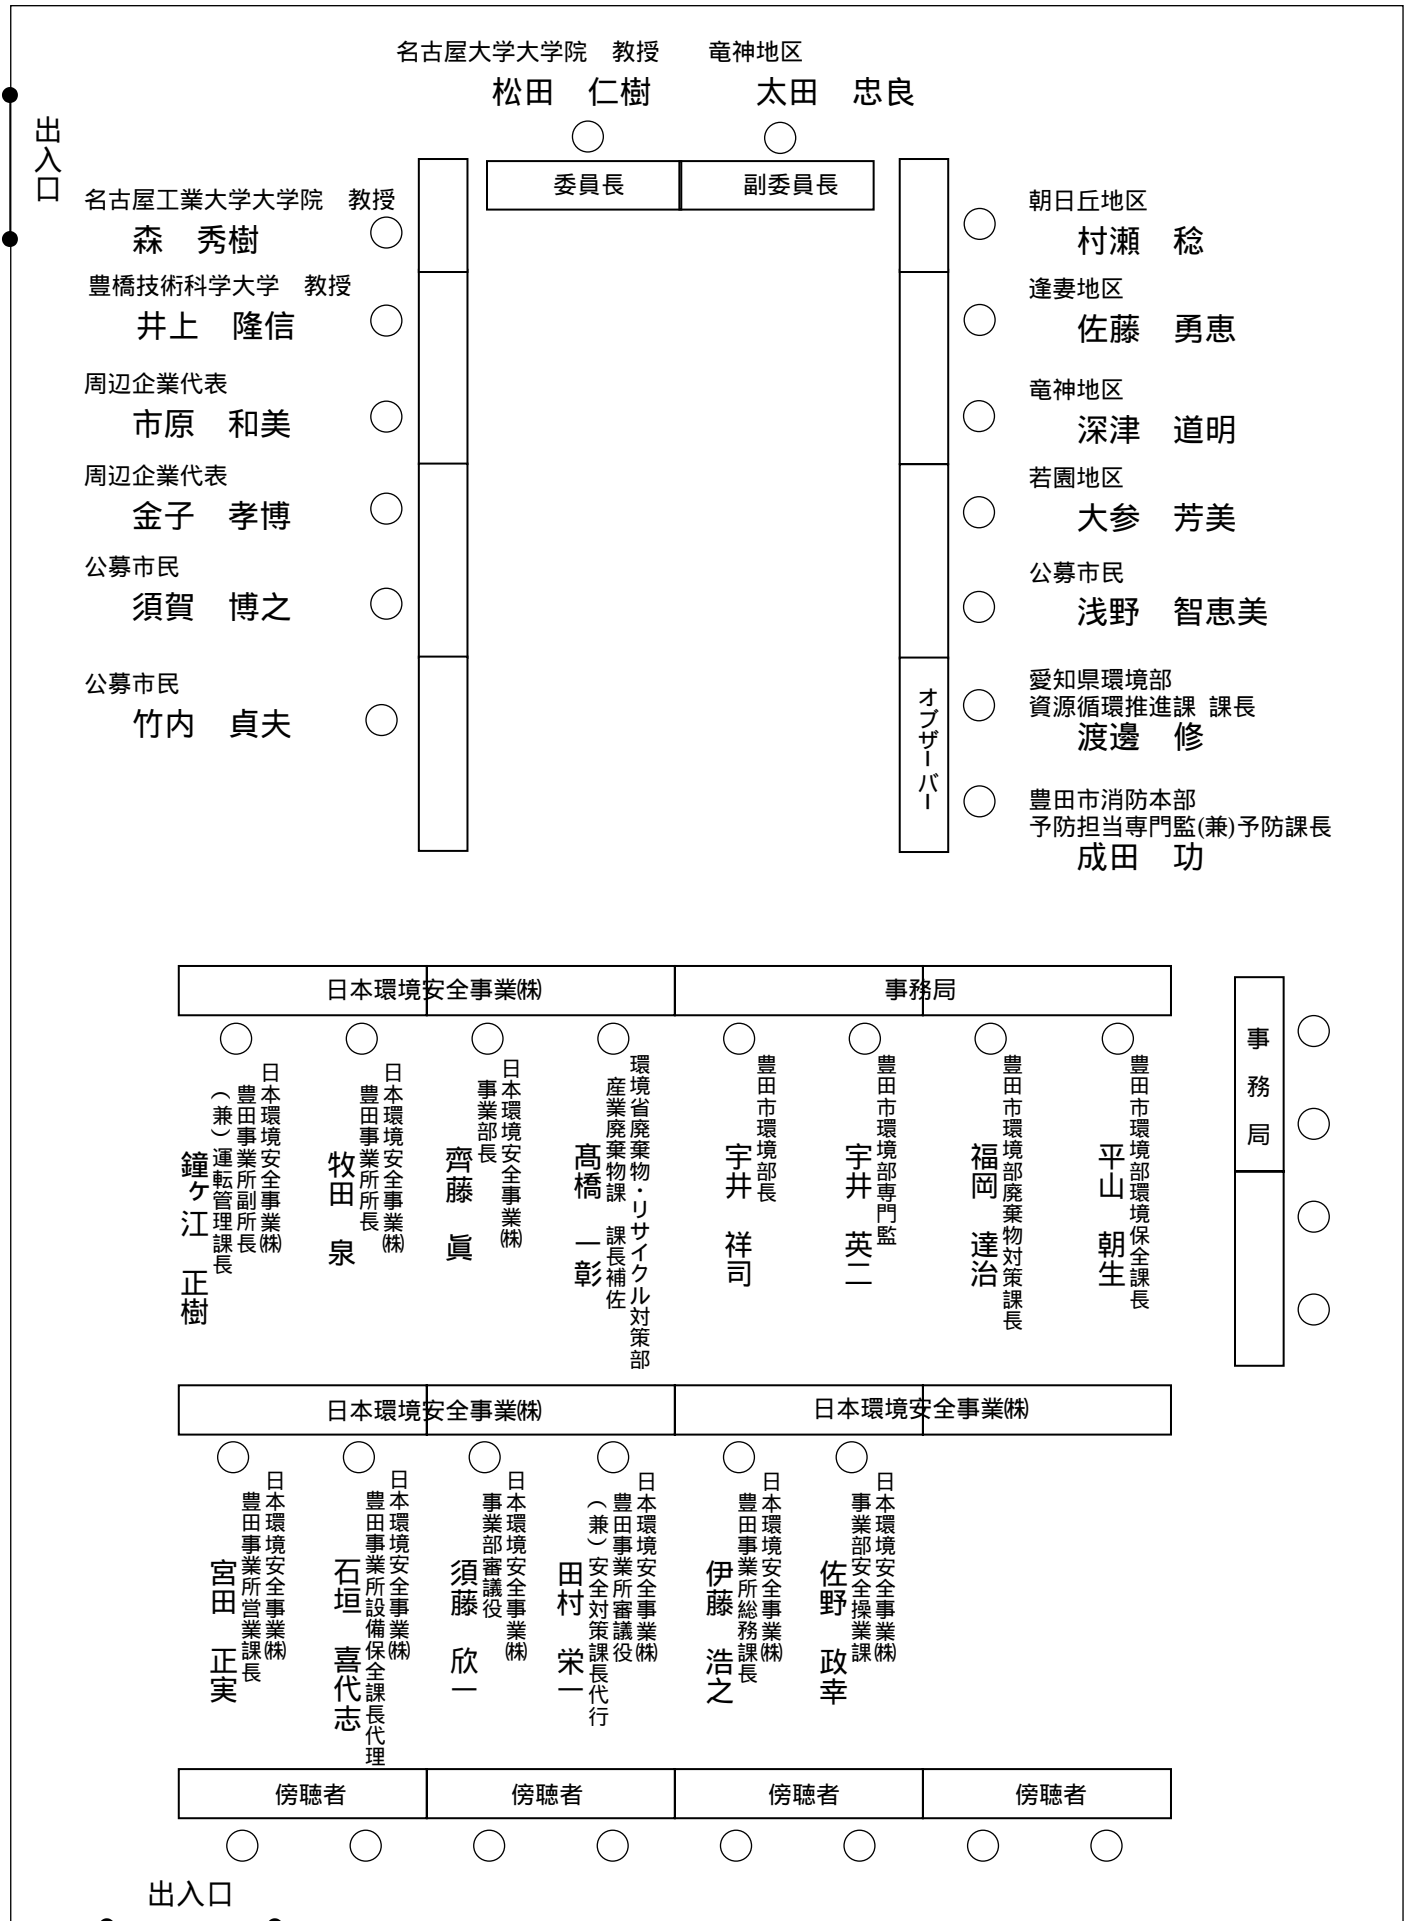 名古屋大学大学院　教授
松田　仁樹
竜神地区
太田　忠良
委員長
副委員長
出入口
名古屋工業大学大学院　教授
森　秀樹
豊橋技術科学大学　教授
井上　隆信
周辺企業代表
市原　和美
周辺企業代表
金子　孝博
公募市民
須賀　博之
公募市民
竹内　貞夫
朝日丘地区
村瀬　稔
逢妻地区
佐藤　勇恵
竜神地区
深津　道明
若園地区
大参　芳美
公募市民
浅野　智恵美
オブザーバー
愛知県環境部
資源循環推進課 課長
渡邊　修
豊田市消防本部
予防担当専門監(兼)予防課長
成田　功
日本環境安全事業㈱
事務局
事務局
日本環境安全事業㈱
豊田事業所副所長
（兼）運転管理課長
鐘ヶ江　正樹
日本環境安全事業㈱
豊田事業所所長
牧田　泉
日本環境安全事業㈱
事業部長
齊藤　眞
環境省廃棄物・リサイクル対策部
産業廃棄物課　課長補佐
髙橋　一彰
豊田市環境部長
宇井　祥司
豊田市環境部専門監
宇井　英二
豊田市環境部廃棄物対策課長
福岡　達治
豊田市環境部環境保全課長
平山　朝生
日本環境安全事業㈱
日本環境安全事業㈱
日本環境安全事業㈱
豊田事業所営業課長
宮田　正実
日本環境安全事業㈱
豊田事業所設備保全課長代理
石垣　喜代志
日本環境安全事業㈱
事業部審議役
須藤　欣一
日本環境安全事業㈱
豊田事業所審議役
（兼）安全対策課長代行
田村　栄一
日本環境安全事業㈱
豊田事業所総務課長
伊藤　浩之
日本環境安全事業㈱
事業部安全操業課
佐野　政幸
傍聴者
傍聴者
傍聴者
傍聴者
出入口